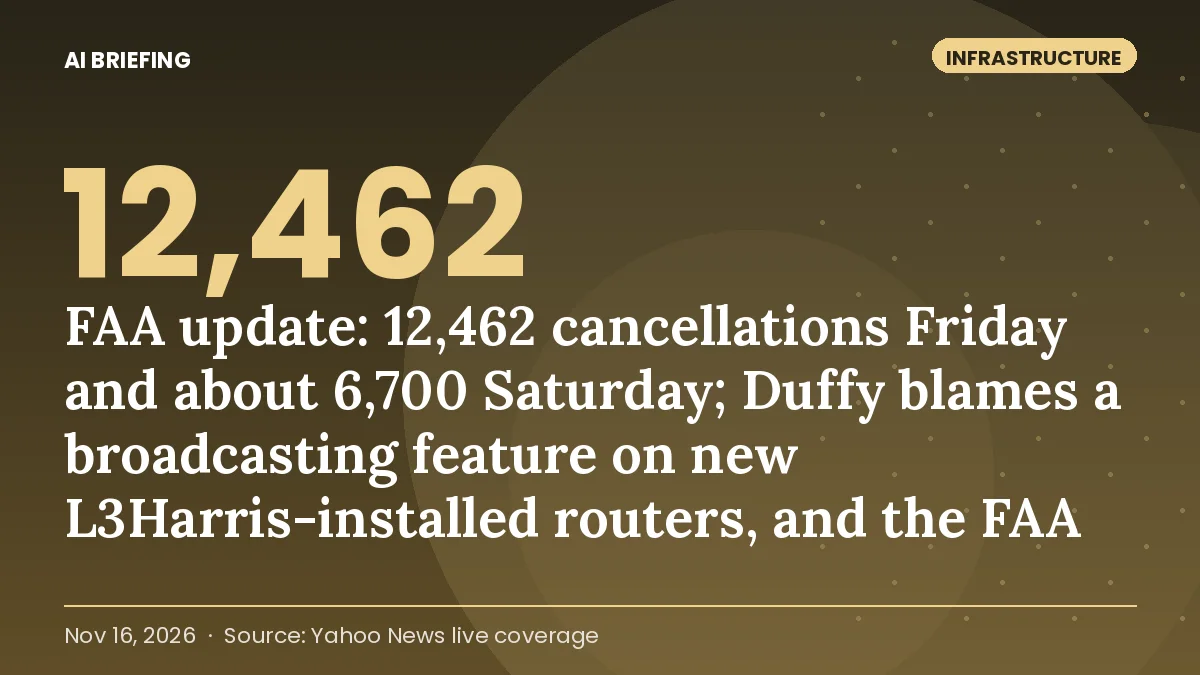 AI BRIEFING
INFRASTRUCTURE
12,462
FAA update: 12,462 cancellations Friday
and about 6,700 Saturday; Duffy blames a
broadcasting feature on new
L3Harris-installed routers, and the FAA
Nov 16, 2026 · Source: Yahoo News live coverage